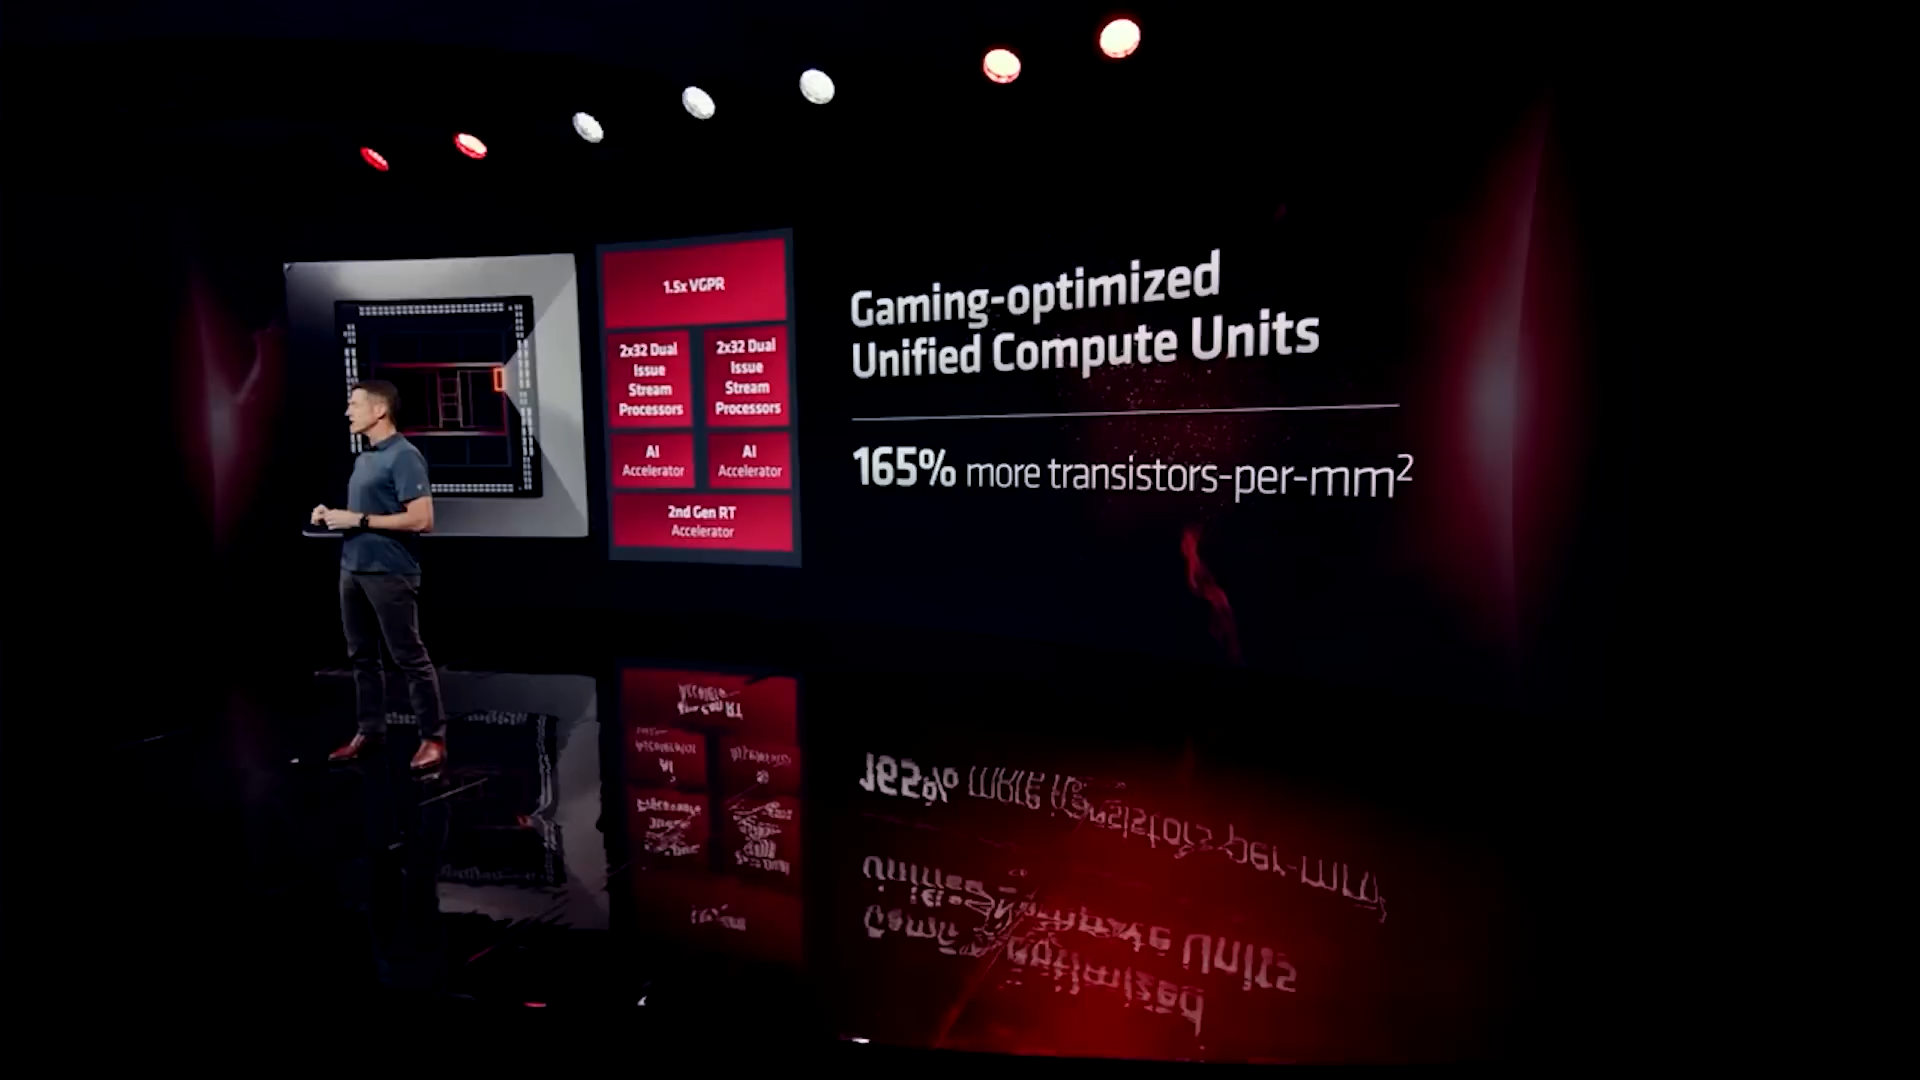 1.5x VGPR
2x32 Dual
Issue
Stream
Processors
2x32 Dual
Issue
Stream
Processors
AI
Accelerator
AI
Accelerator
2nd Gen RT
Accelerator
Gaming-optimized
Unified Compute Units
165% more transistors-per-mm²